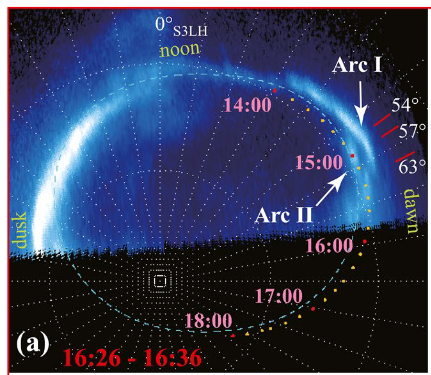 0° S3LH
noon
Arc I
14:00
54°
57°
15:00
63°
Arc II
dusk
dawn
16:00
17:00
18:00
(a)
16:26 - 16:36